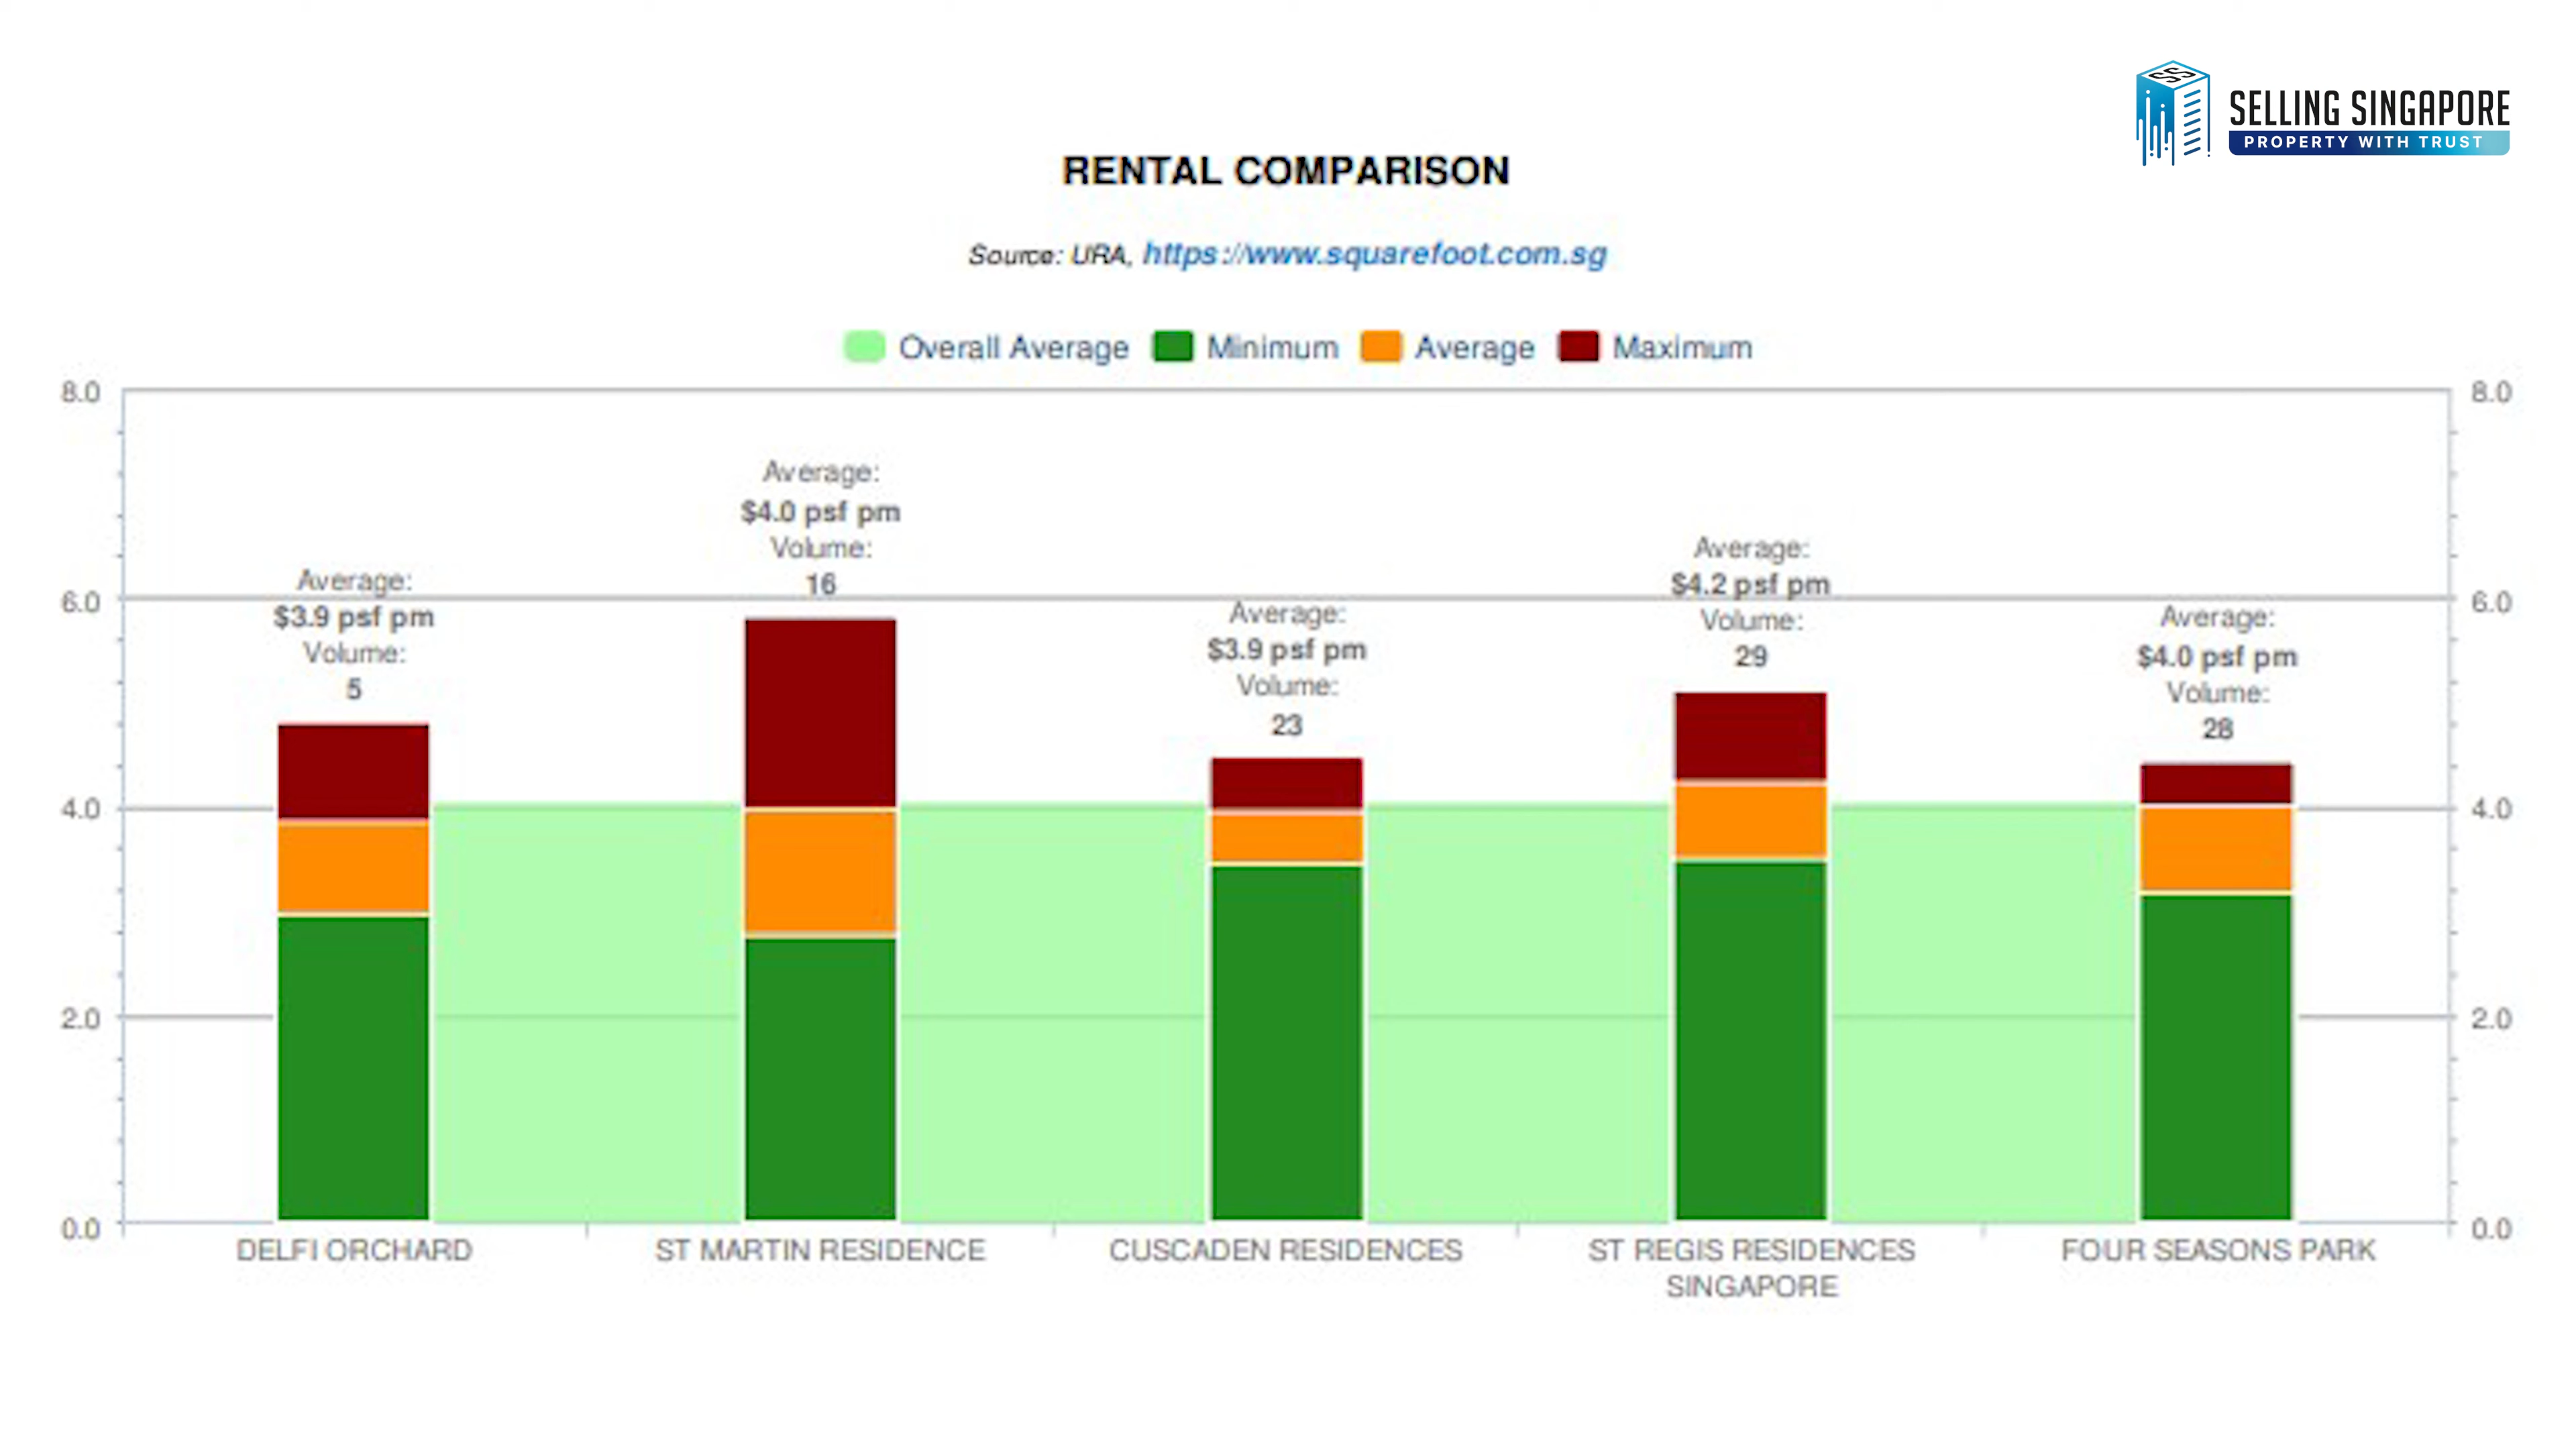 SS
SELLING SINGAPORE
PROPERTY WITH TRUST
RENTAL COMPARISON
Source: URA, https://www.squarefoot.com.sg
Overall Average Minimum Average Maximum
8.0 8.0
Average:
$4.0 psf pm
Volume:
16
Average:
$4.2 psf pm
Volume:
29
Average:
$3.9 psf pm
Volume:
5
6.0 6.0
Average:
$3.9 psf pm
Volume:
23
Average:
$4.0 psf pm
Volume:
28
4.0 4.0
2.0 2.0
0.0 0.0
DELFI ORCHARD
ST MARTIN RESIDENCE
CUSCADEN RESIDENCES
ST REGIS RESIDENCES
SINGAPORE
FOUR SEASONS PARK